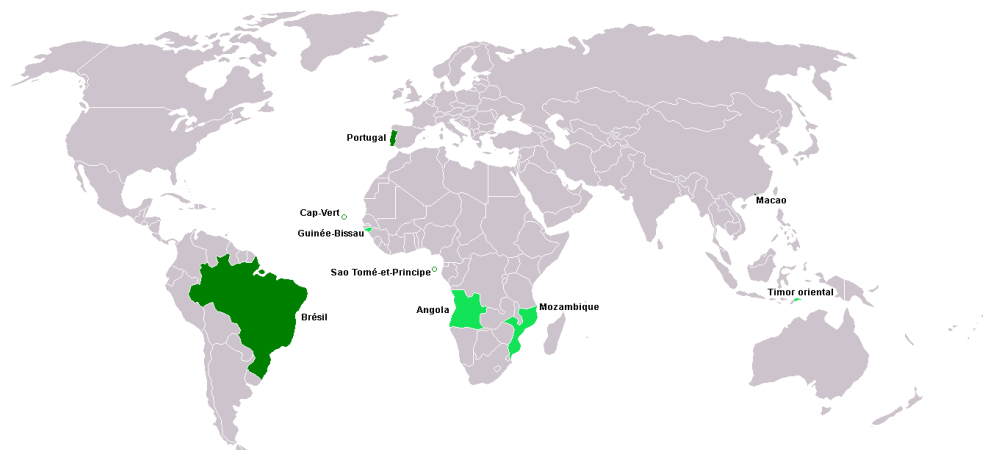 Portugal
Macao
Cap-Vert
Guinée-Bissau
Sao Tomé-et-Principe
Timor oriental
Angola
Mozambique
Brésil